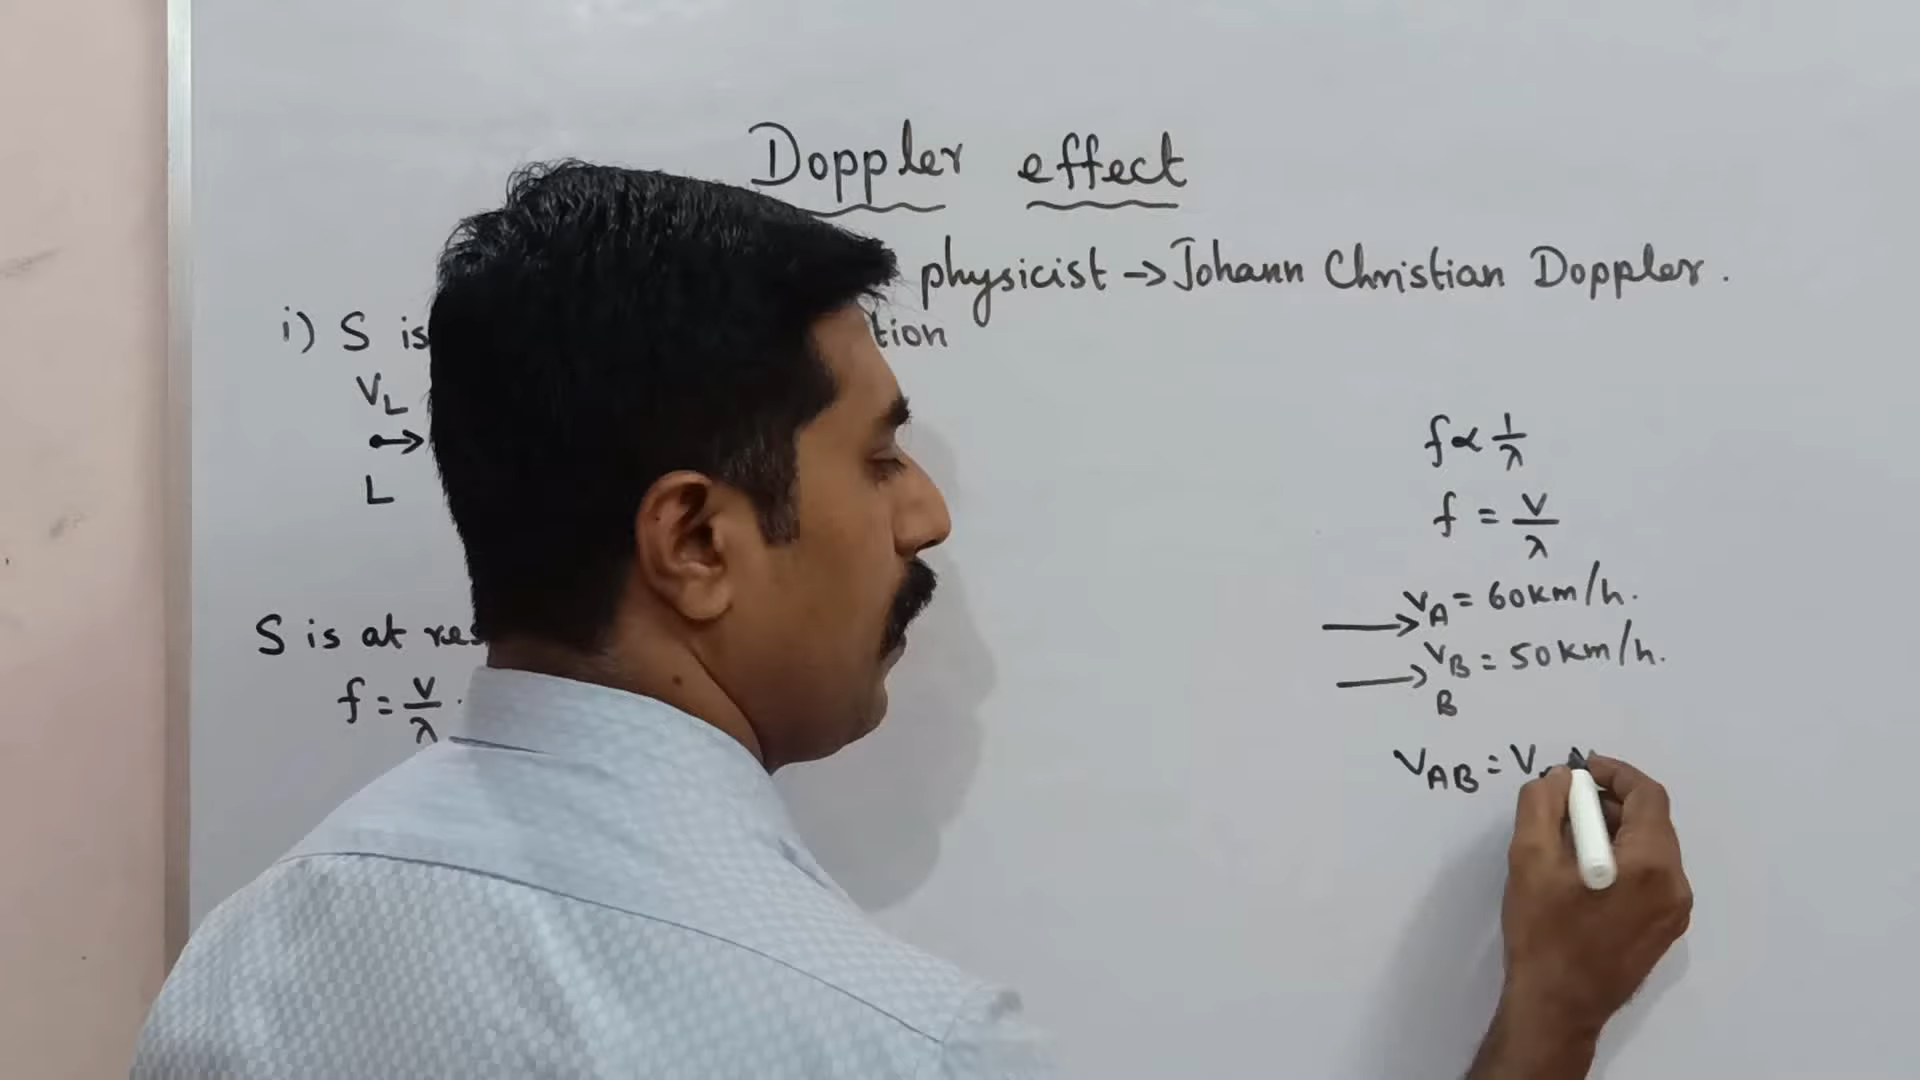 Doppler effect
physicist → Johann Christian Doppler.
i) S is tion
V_L
L
f ∝ 1/λ
f = V/λ
V_A = 60km/h.
V_B = 50km/h.
B
S is at res
f = V/λ
V_AB = V